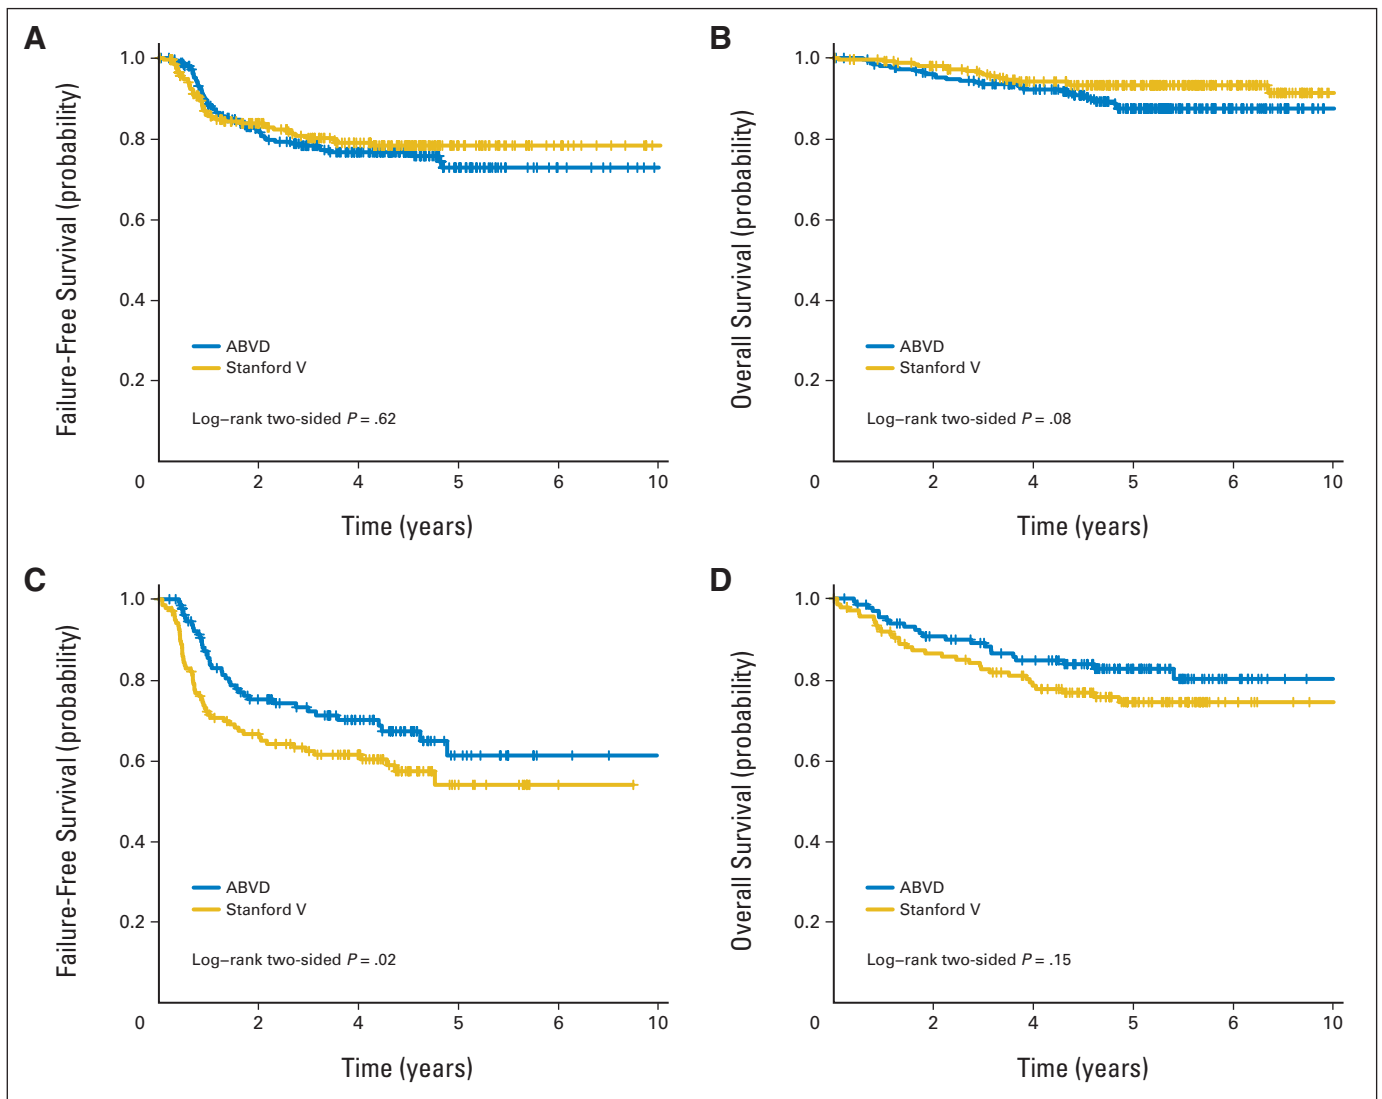 A
Failure-Free Survival (probability)
1.0
0.8
0.6
0.4
0.2
ABVD
Stanford V
Log–rank two-sided P = .62
0 2 4 5 6 10
Time (years)
B
Overall Survival (probability)
1.0
0.8
0.6
0.4
0.2
ABVD
Stanford V
Log–rank two-sided P = .08
0 2 4 5 6 10
Time (years)
C
Failure-Free Survival (probability)
1.0
0.8
0.6
0.4
0.2
ABVD
Stanford V
Log–rank two-sided P = .02
0 2 4 5 6 10
Time (years)
D
Overall Survival (probability)
1.0
0.8
0.6
0.4
0.2
ABVD
Stanford V
Log–rank two-sided P = .15
0 2 4 5 6 10
Time (years)